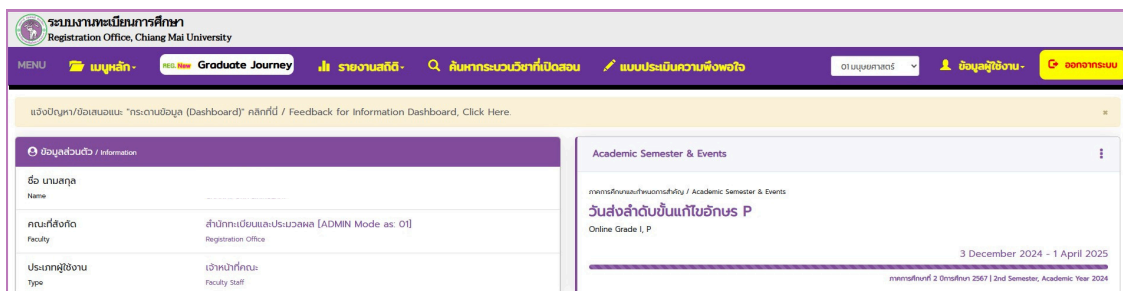 ระบบงานทะเบียนการศึกษา
Registration Office, Chiang Mai University
MENU เมนูหลัก REG. New Graduate Journey รายงานสถิติ ค้นหากระบวนวิชาที่เปิดสอน แบบประเมินความพึงพอใจ 01 มนุษยศาสตร์ ข้อมูลผู้ใช้งาน ออกจากระบบ
แจ้งปัญหา/ข้อเสนอแนะ "กระดานข้อมูล (Dashboard)" คลิกที่นี่ / Feedback for Information Dashboard, Click Here.
ข้อมูลส่วนตัว / Information
ชื่อ นามสกุล
Name
คณะที่สังกัด สำนักทะเบียนและประมวลผล [ADMIN Mode as: 01]
Faculty Registration Office
ประเภทผู้ใช้งาน เจ้าหน้าที่คณะ
Type Faculty Staff
Academic Semester & Events
ภาคการศึกษาและกำหนดการสำคัญ / Academic Semester & Events
วันส่งลำดับขั้นแก้ไขอักษร P
Online Grade I, P
3 December 2024 - 1 April 2025
ภาคการศึกษาที่ 2 ปีการศึกษา 2567 | 2nd Semester, Academic Year 2024